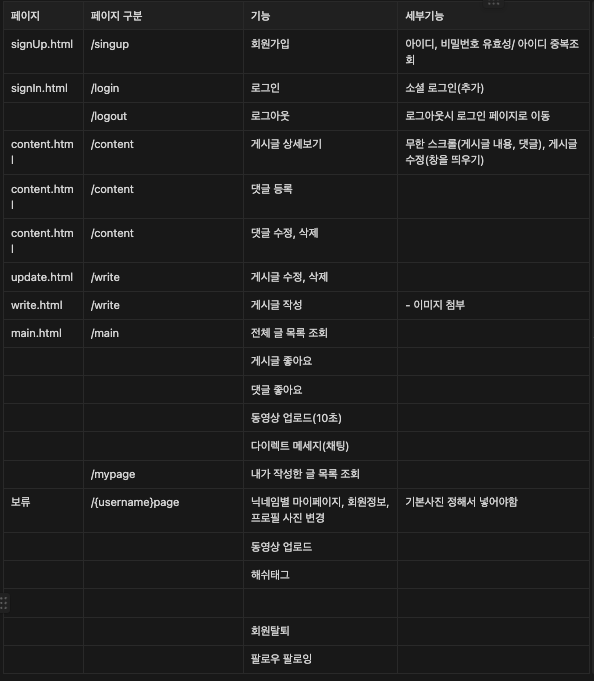 페이지 페이지 구분 기능 세부기능
signUp.html /singup 회원가입 아이디, 비밀번호 유효성/ 아이디 중복조
회
signIn.html /login 로그인 소셜 로그인(추가)
/logout 로그아웃 로그아웃시 로그인 페이지로 이동
content.htm /content 게시글 상세보기 무한 스크롤(게시글 내용, 댓글), 게시글
l 수정(창을 띄우기)
content.htm /content 댓글 등록
l
content.htm /content 댓글 수정, 삭제
l
update.html /write 게시글 수정, 삭제
write.html /write 게시글 작성 - 이미지 첨부
main.html /main 전체 글 목록 조회
게시글 좋아요
댓글 좋아요
동영상 업로드(10초)
다이렉트 메세지(채팅)
/mypage 내가 작성한 글 목록 조회
보류 /{username}page 닉네임별 마이페이지, 회원정보, 기본사진 정해서 넣어야함
프로필 사진 변경
동영상 업로드
해쉬태그
회원탈퇴
팔로우 팔로잉